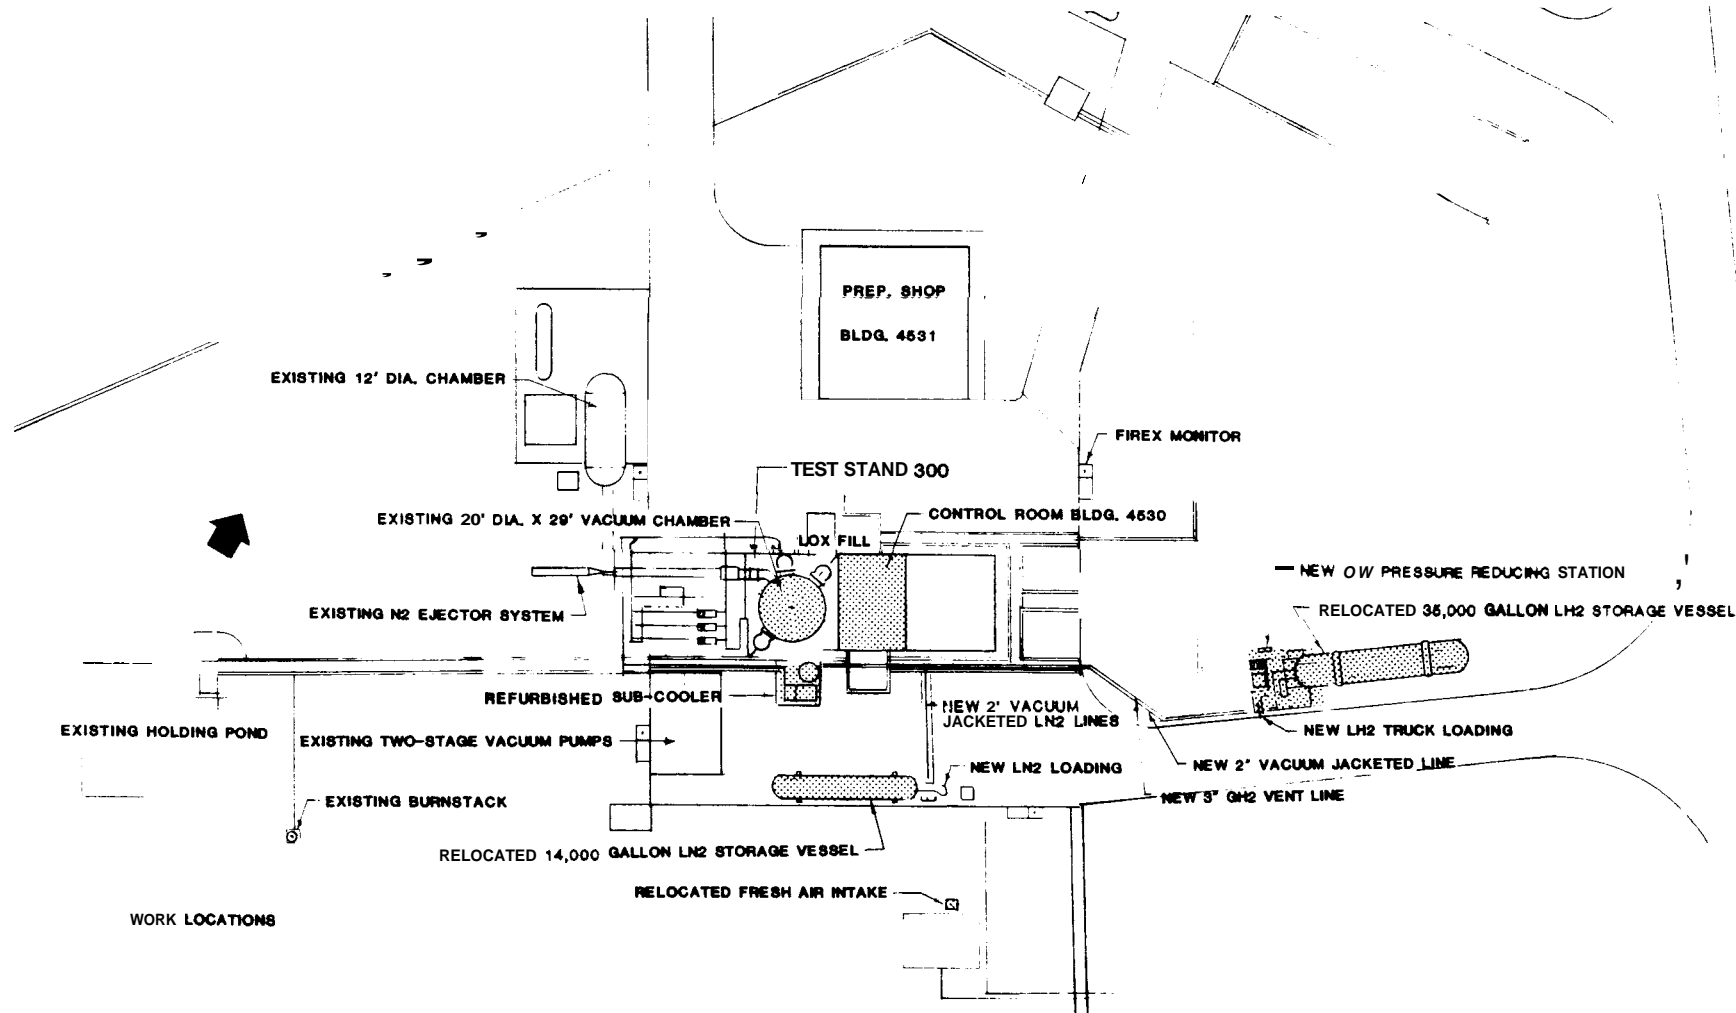 PREP. SHOP
BLDG. 4531
EXISTING 12' DIA. CHAMBER
FIREX MONITOR
TEST STAND 300
EXISTING 20' DIA. X 29' VACUUM CHAMBER
CONTROL ROOM BLDG. 4530
LOX FILL
NEW OW PRESSURE REDUCING STATION
EXISTING N2 EJECTOR SYSTEM
RELOCATED 35,000 GALLON LH2 STORAGE VESSEL
REFURBISHED SUB-COOLER
NEW 2' VACUUM
JACKETED LN2 LINES
EXISTING HOLDING POND
EXISTING TWO-STAGE VACUUM PUMPS
NEW LH2 TRUCK LOADING
NEW LN2 LOADING
NEW 2" VACUUM JACKETED LINE
NEW 3" GH2 VENT LINE
EXISTING BURNSTACK
RELOCATED 14,000 GALLON LN2 STORAGE VESSEL
RELOCATED FRESH AIR INTAKE
WORK LOCATIONS